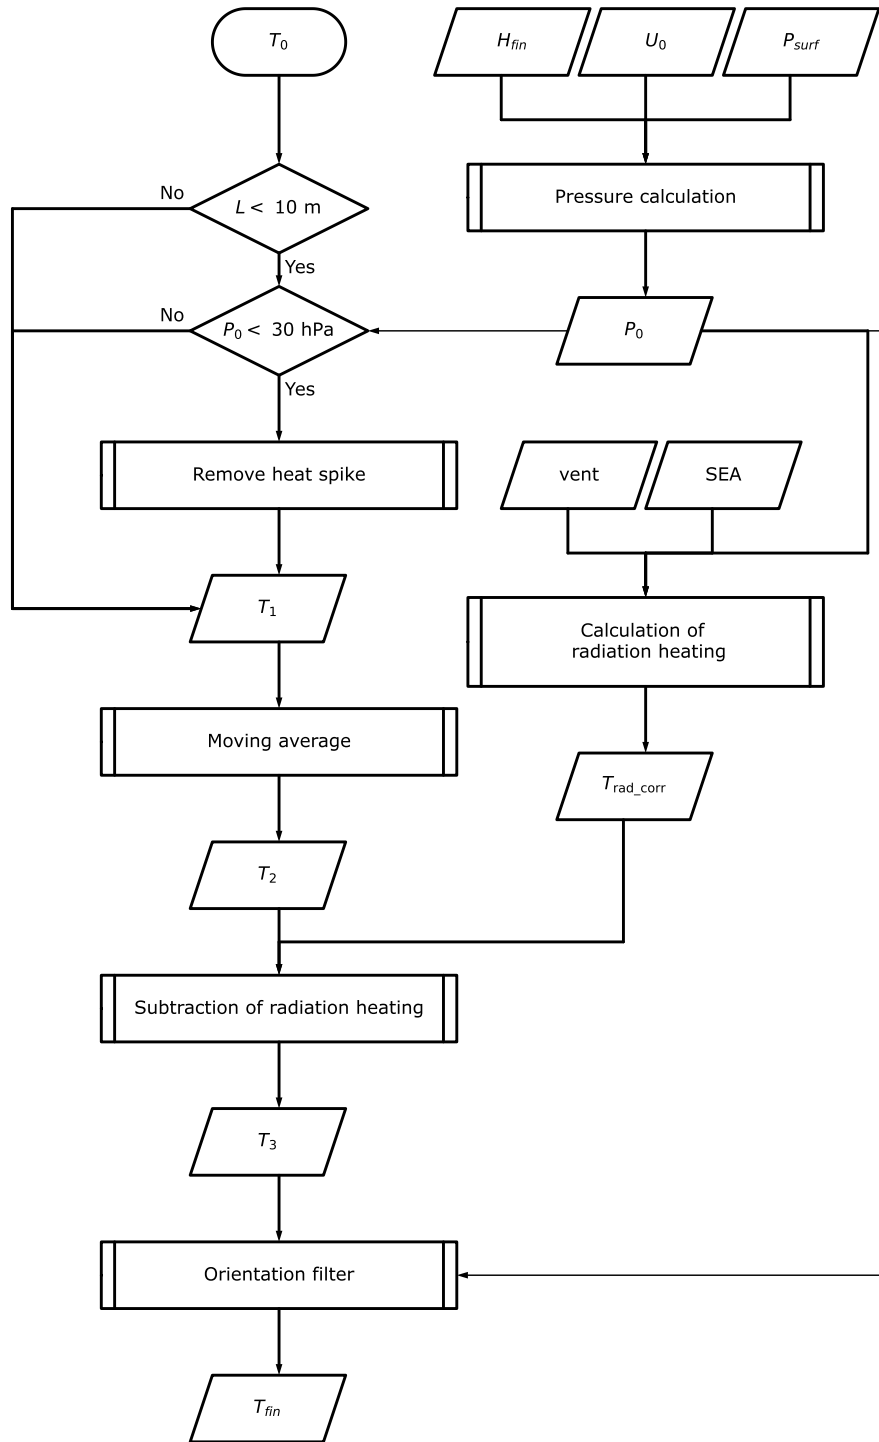 T₀
H_fin
U₀
P_surf
No
L < 10 m
Pressure calculation
Yes
No
P₀ < 30 hPa
P₀
Yes
Remove heat spike
vent
SEA
T₁
Calculation of
radiation heating
Moving average
T_rad_corr
T₂
Subtraction of radiation heating
T₃
Orientation filter
T_fin